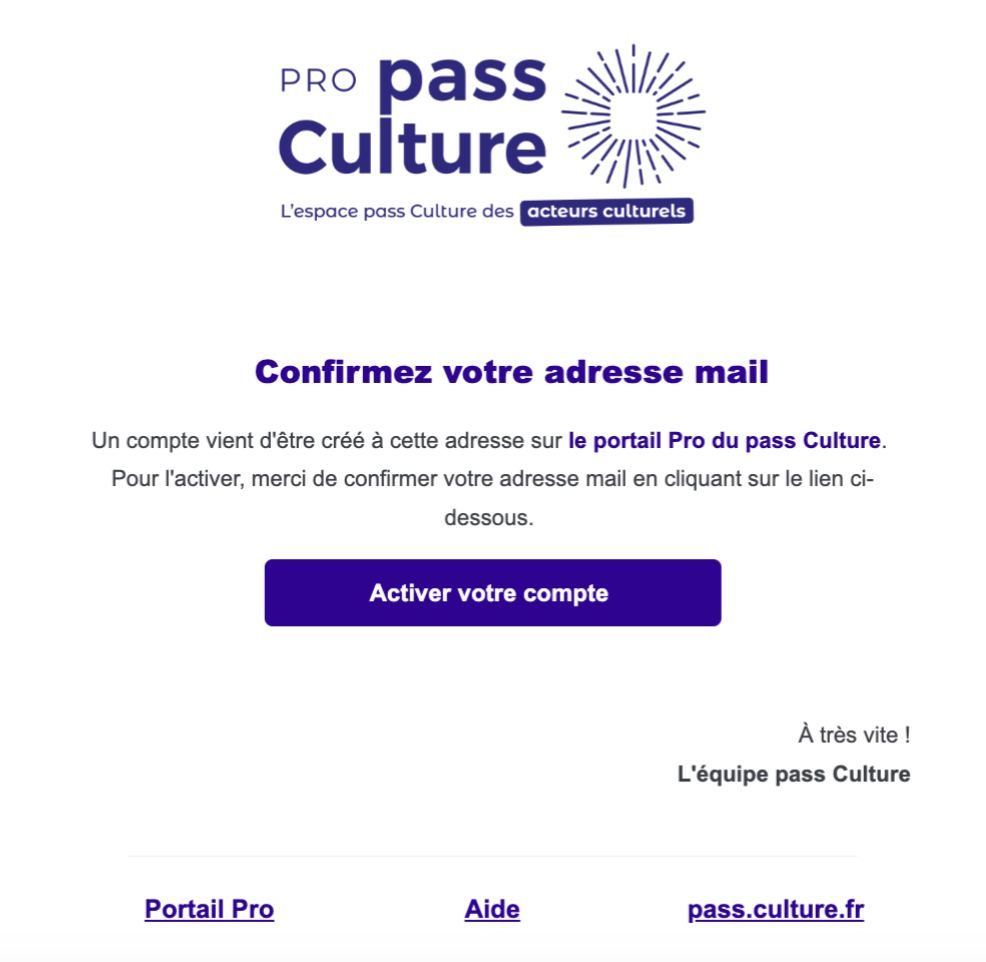 PRO pass
Culture
L'espace pass Culture des acteurs culturels
Confirmez votre adresse mail
Un compte vient d'être créé à cette adresse sur le portail Pro du pass Culture.
Pour l'activer, merci de confirmer votre adresse mail en cliquant sur le lien ci-
dessous.
Activer votre compte
À très vite !
L'équipe pass Culture
Portail Pro
Aide
pass.culture.fr